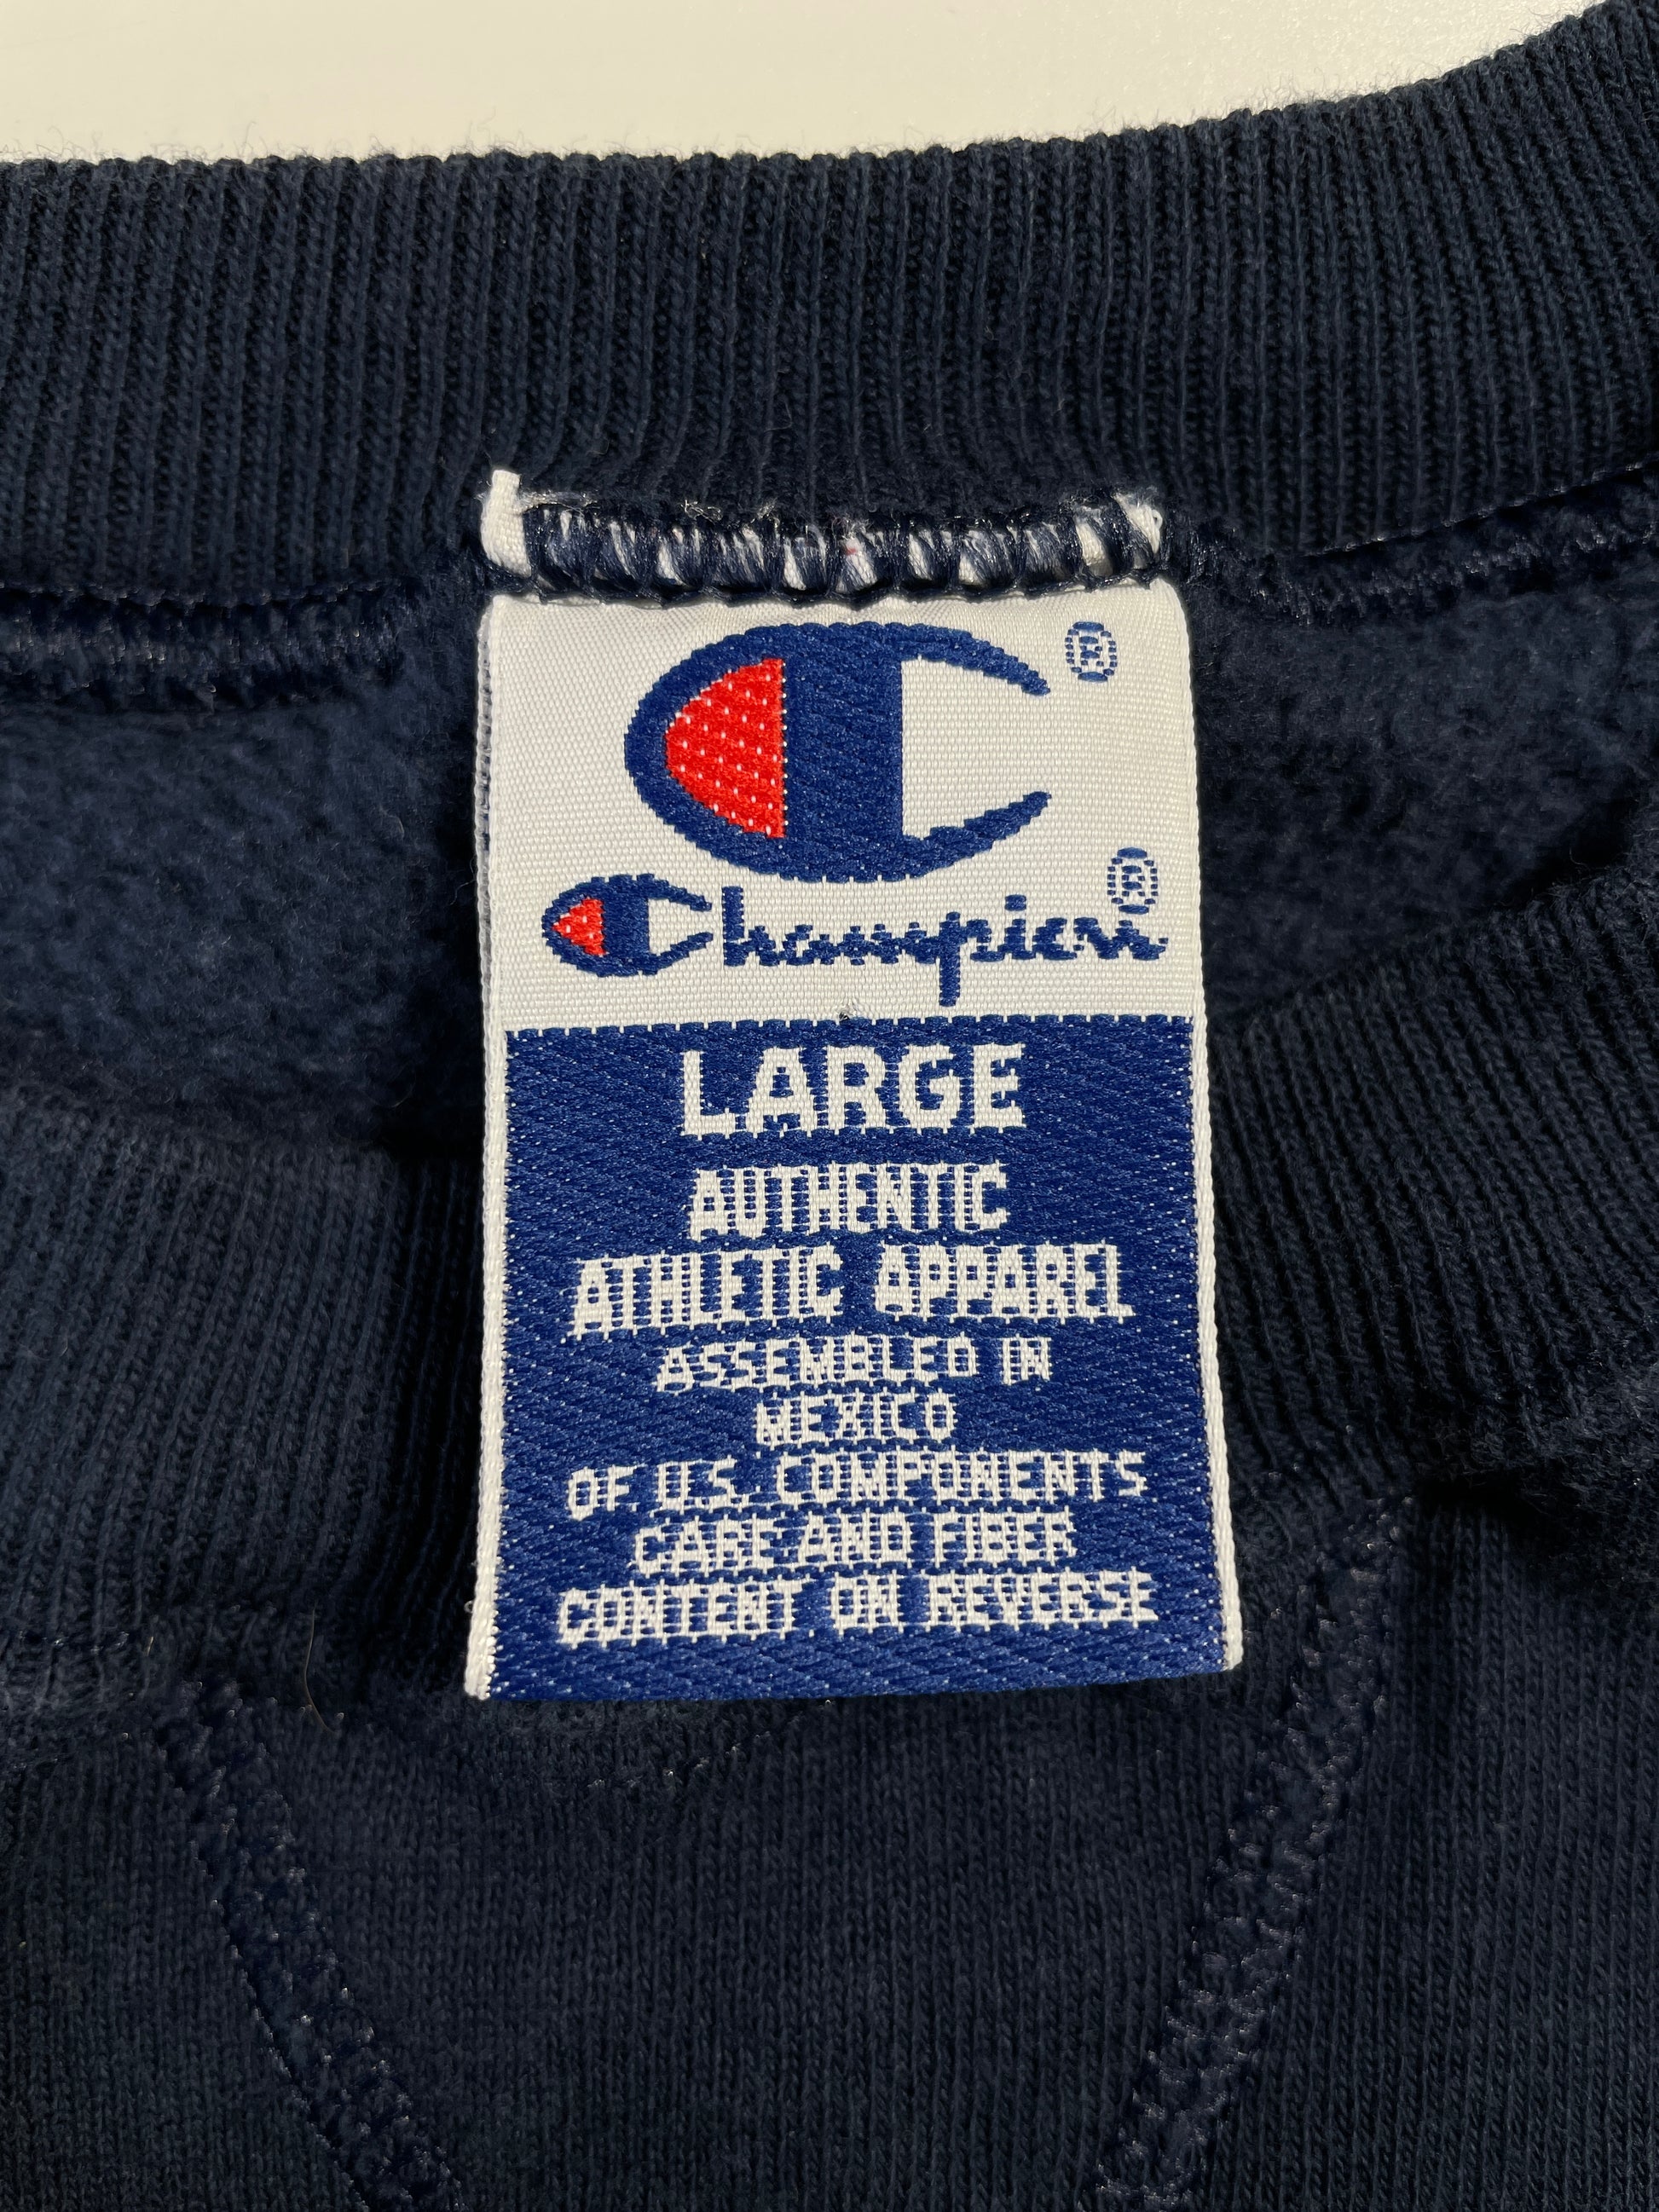 ®
Champion®
LARGE
AUTHENTIC
ATHLETIC APPAREL
ASSEMBLED IN
MEXICO
OF U.S. COMPONENTS
CARE AND FIBER
CONTENT ON REVERSE